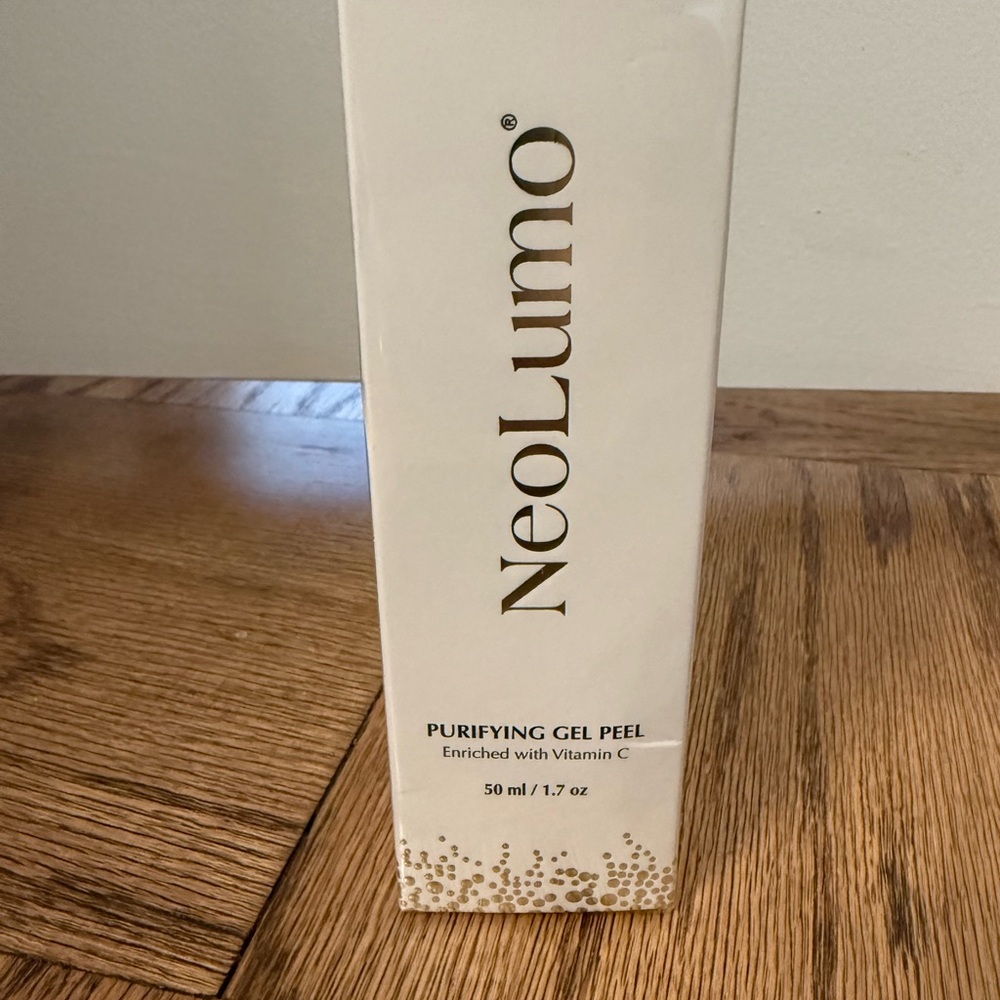 NeoLumo®
PURIFYING GEL PEEL
Enriched with Vitamin C
50 ml / 1.7 oz